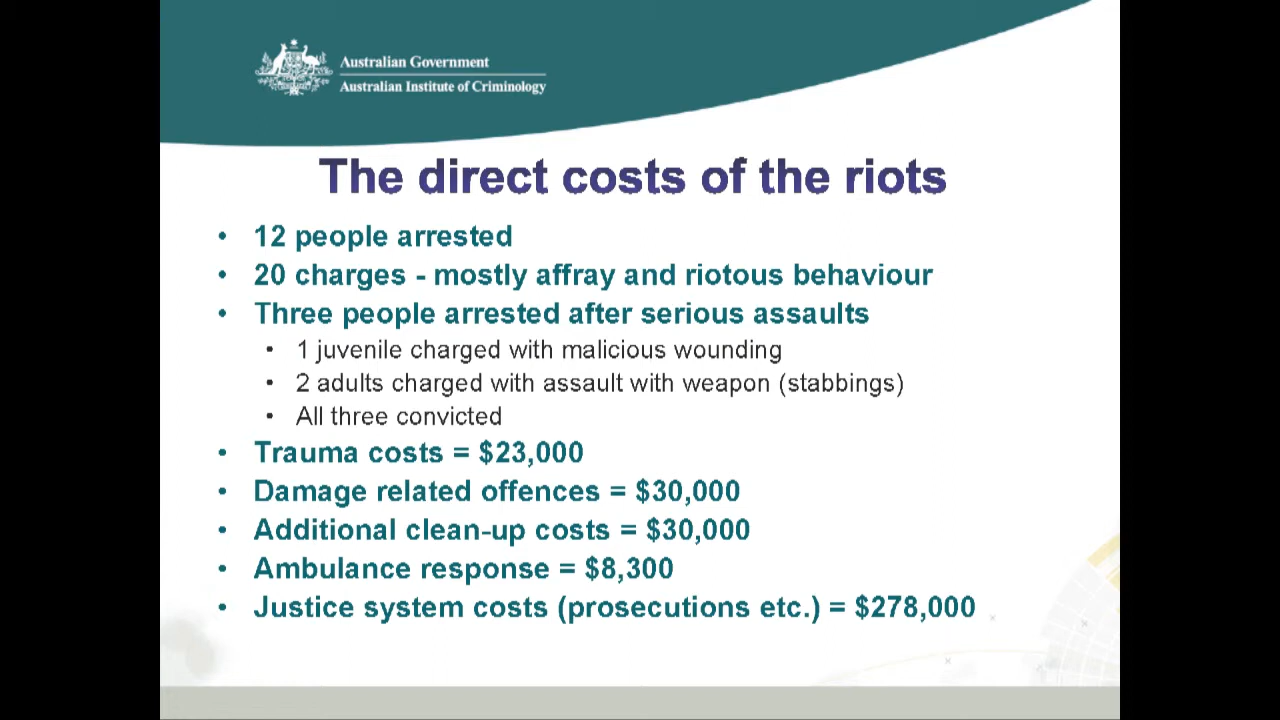 Australian Government
Australian Institute of Criminology
The direct costs of the riots
• 12 people arrested
• 20 charges - mostly affray and riotous behaviour
• Three people arrested after serious assaults
• 1 juvenile charged with malicious wounding
• 2 adults charged with assault with weapon (stabbings)
• All three convicted
• Trauma costs = $23,000
• Damage related offences = $30,000
• Additional clean-up costs = $30,000
• Ambulance response = $8,300
• Justice system costs (prosecutions etc.) = $278,000